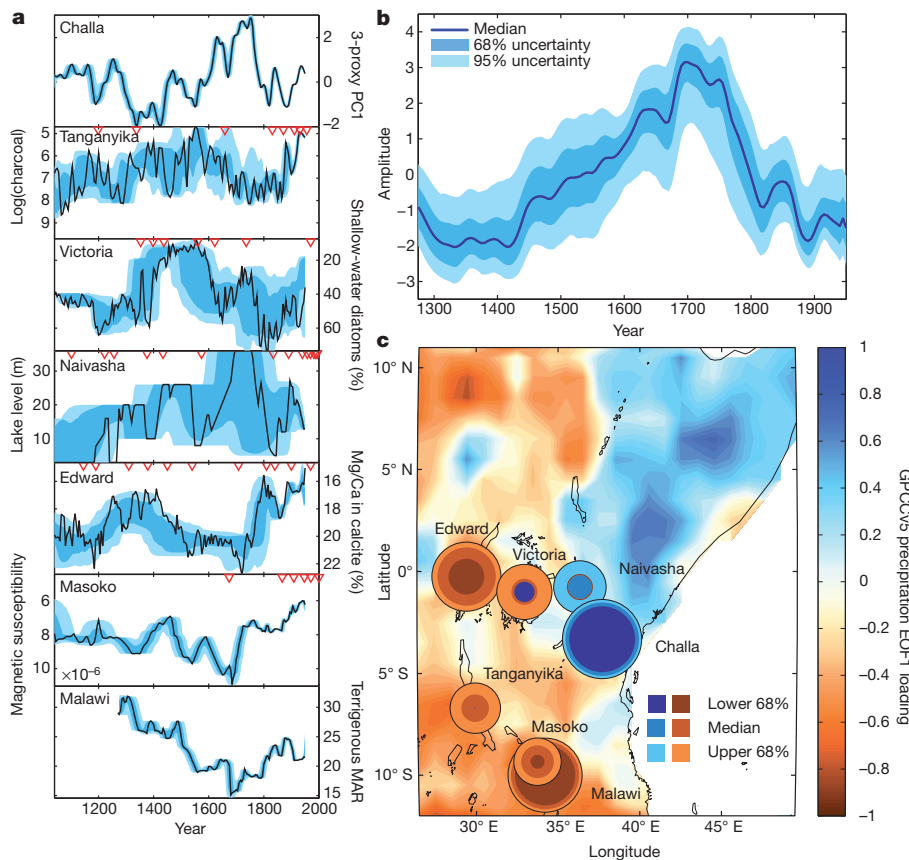 a
Challa
2
0
−2
3-proxy PC1
Tanganyika
5
6
7
8
9
Log(charcoal)
Victoria
20
40
60
Shallow-water diatoms (%)
Naivasha
30
20
10
Lake level (m)
Edward
14
16
18
20
22
Mg/Ca in calcite (%)
Masoko
6
8
10
×10⁻⁶
Magnetic susceptibility
Malawi
30
25
20
15
Terrigenous MAR
1200 1400 1600 1800 2000
Year
b
Median
68% uncertainty
95% uncertainty
4
3
2
1
0
−1
−2
−3
Amplitude
1300 1400 1500 1600 1700 1800 1900
Year
c
10° N
5° N
0°
5° S
10° S
Latitude
Edward
Victoria
Naivasha
Challa
Tanganyika
Masoko
Malawi
Lower 68%
Median
Upper 68%
30° E 35° E 40° E 45° E
Longitude
1
0.8
0.6
0.4
0.2
0
−0.2
−0.4
−0.6
−0.8
−1
GPCCv5 precipitation EOF1 loading